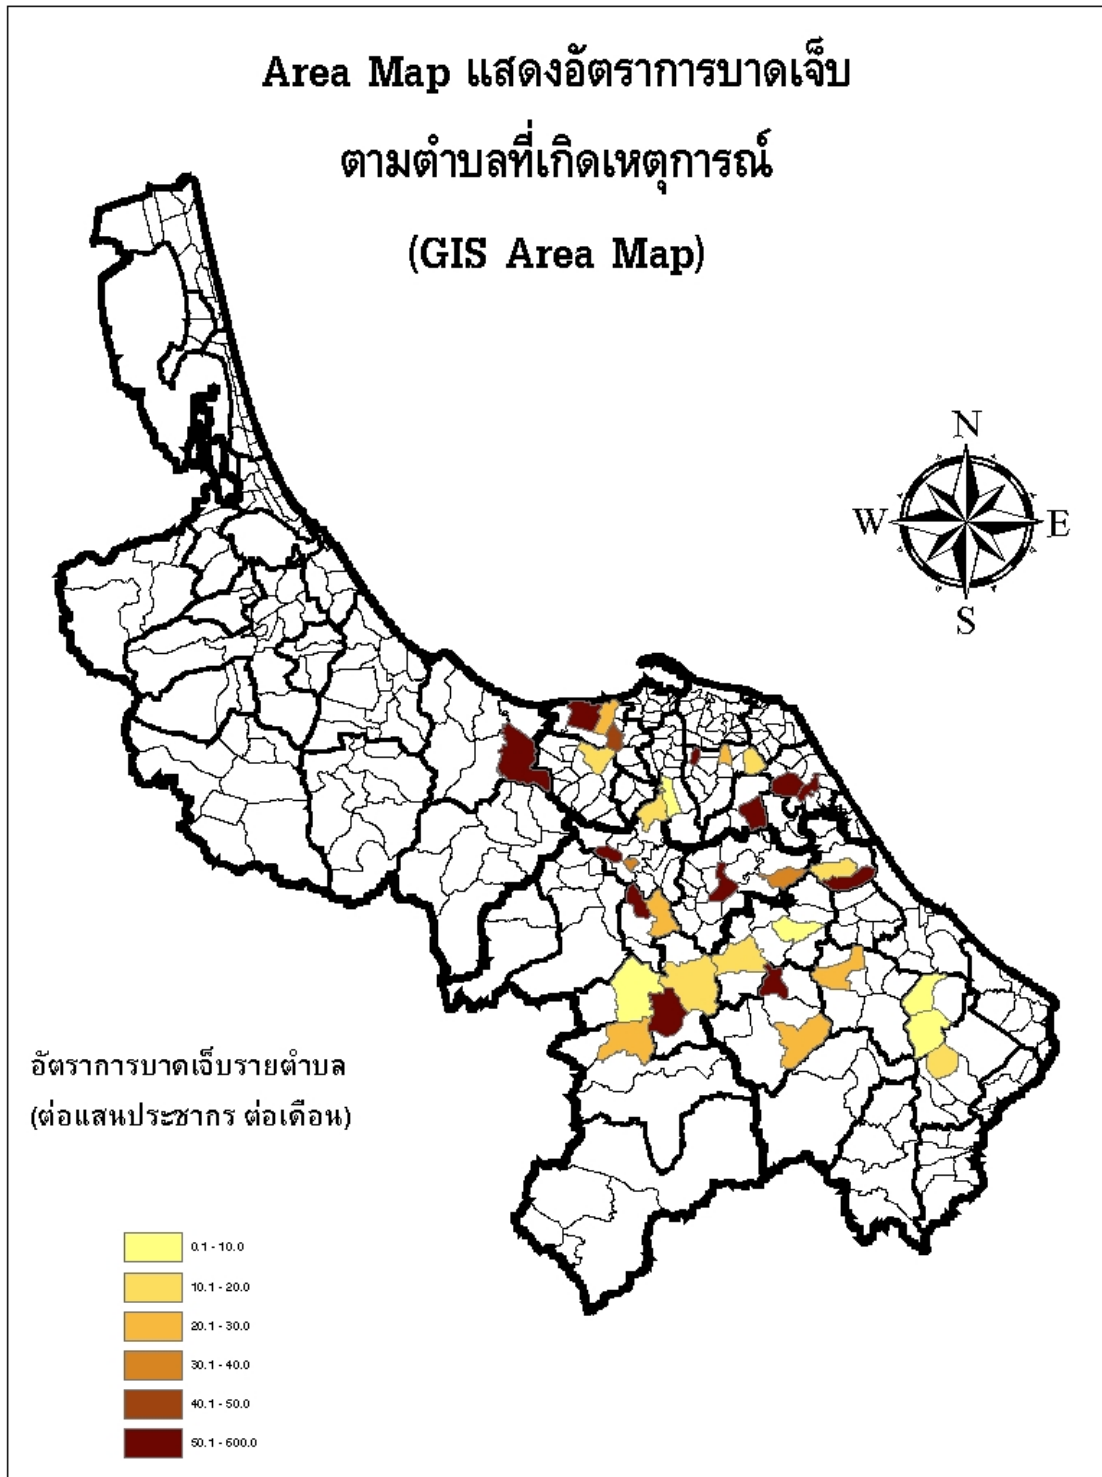 Area Map แสดงอัตราการบาดเจ็บ
ตามตำบลที่เกิดเหตุการณ์
(GIS Area Map)
N
W
E
S
อัตราการบาดเจ็บรายตำบล
(ต่อแสนประชากร ต่อเดือน)
0.1 - 10.0
10.1 - 20.0
20.1 - 30.0
30.1 - 40.0
40.1 - 50.0
50.1 - 600.0